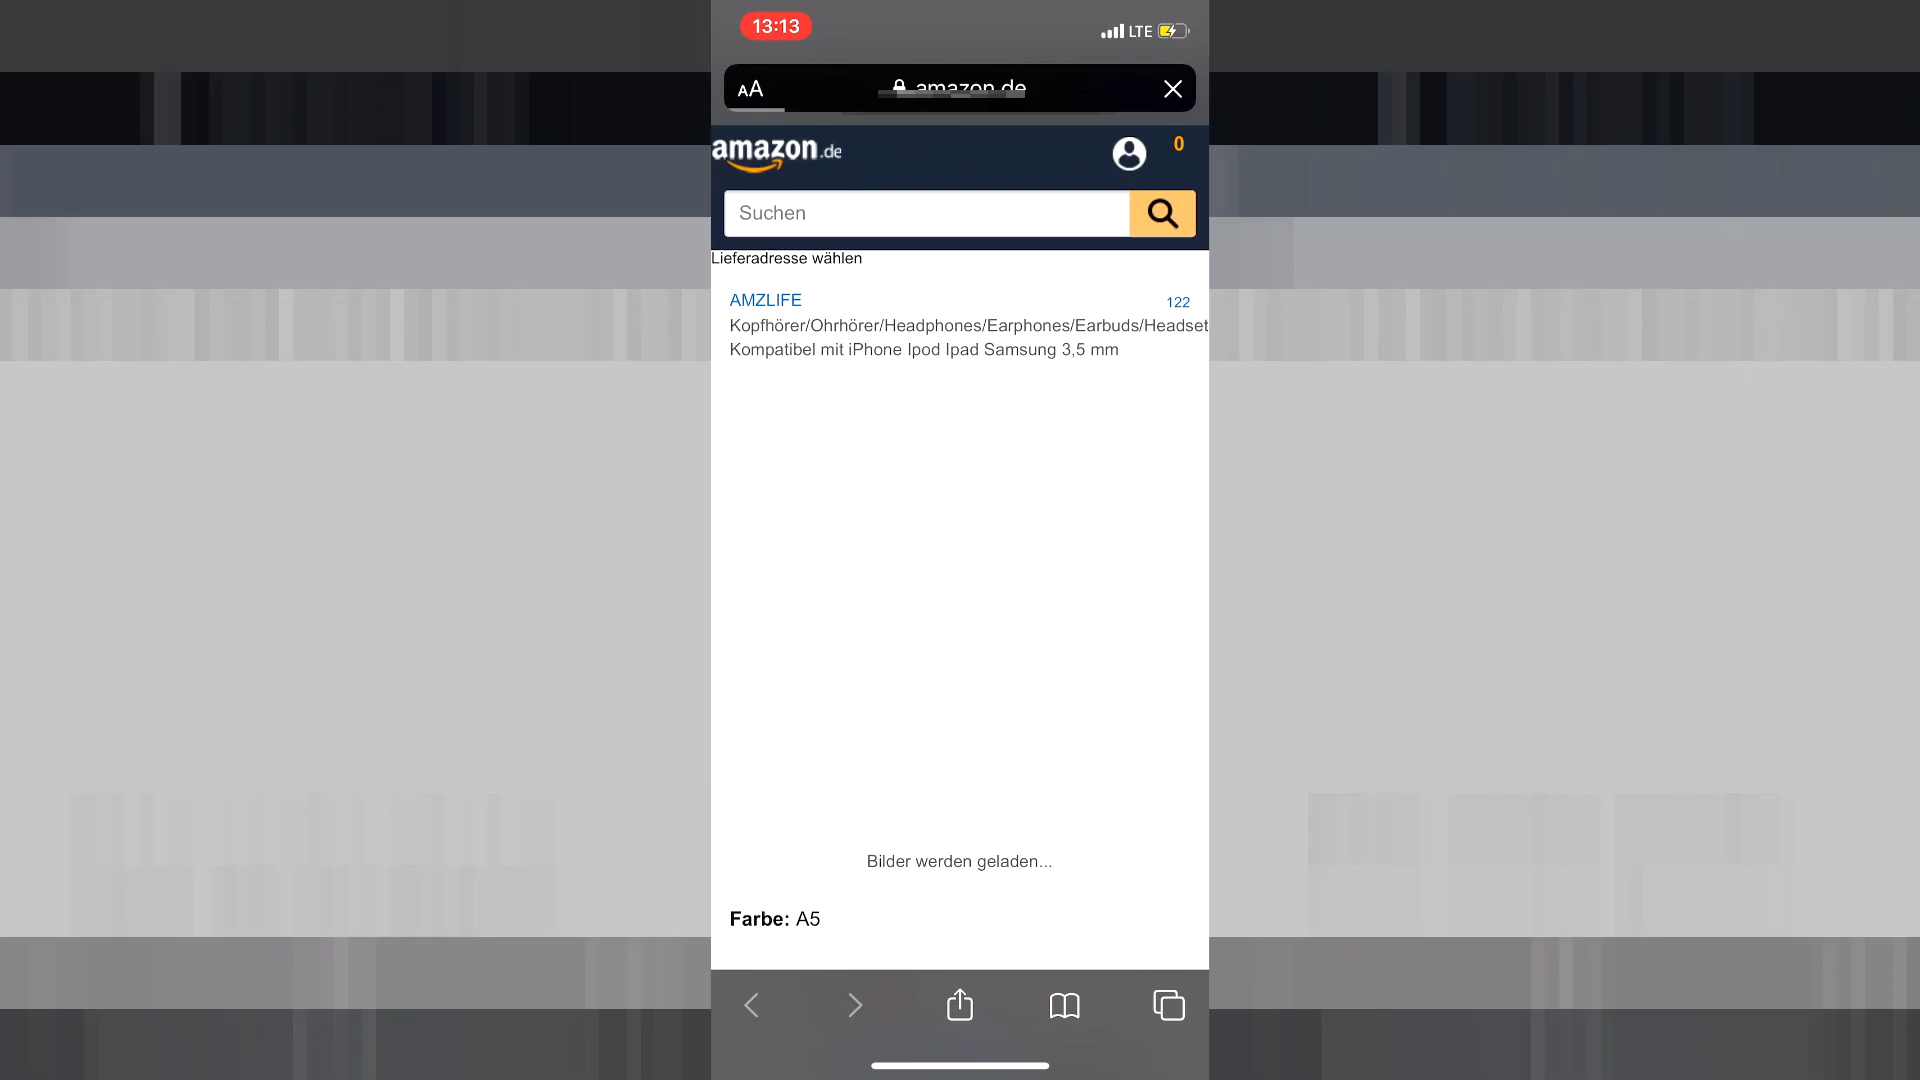 13:13
LTE
AA
amazon.de
amazon.de
0
Suchen
Lieferadresse wählen
AMZLIFE
122
Kopfhörer/Ohrhörer/Headphones/Earphones/Earbuds/Headset
Kompatibel mit iPhone Ipod Ipad Samsung 3,5 mm
Bilder werden geladen...
Farbe: A5